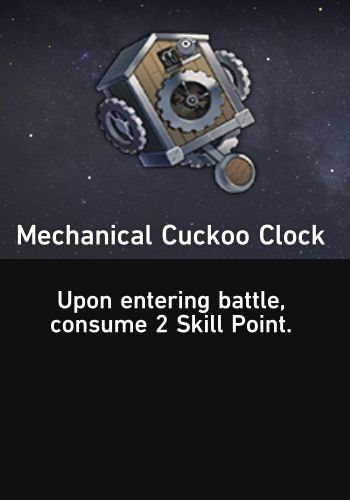 Mechanical Cuckoo Clock
Upon entering battle,
consume 2 Skill Point.